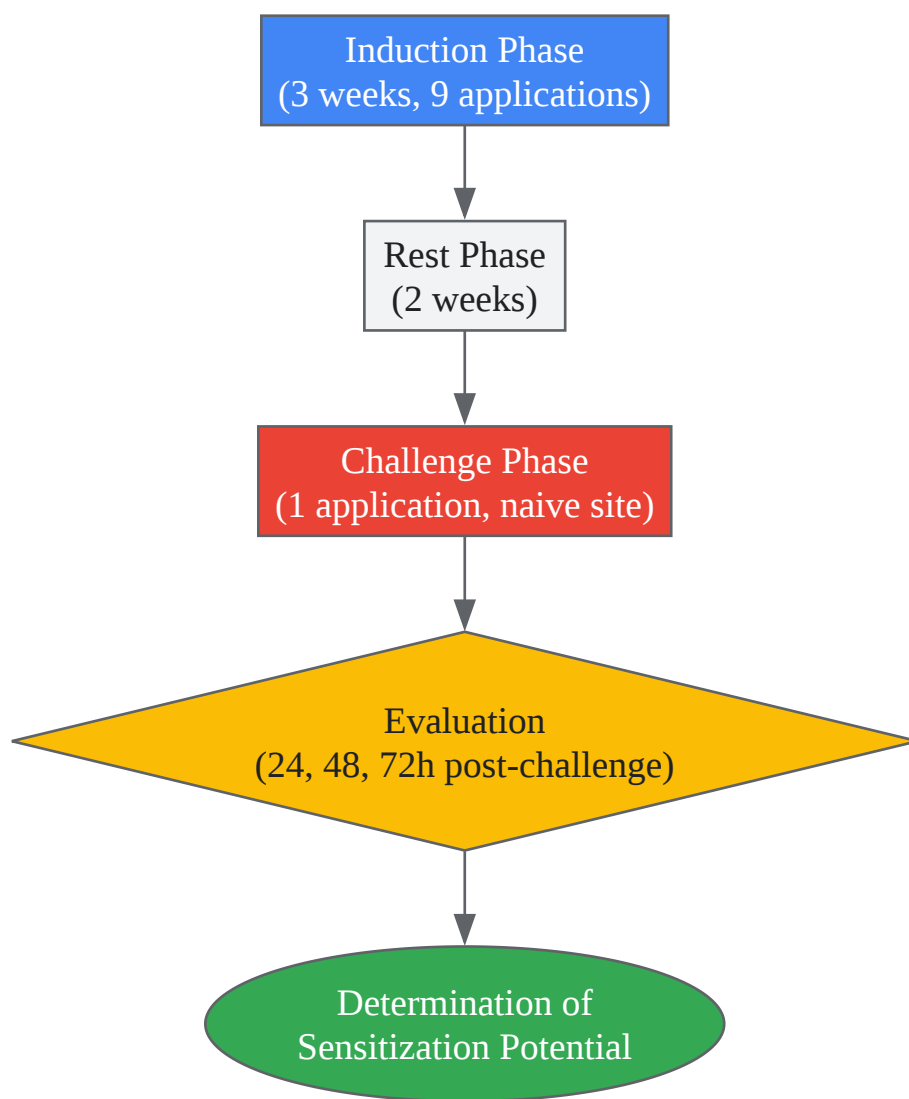 Induction Phase
(3 weeks, 9 applications)
Rest Phase
(2 weeks)
Challenge Phase
(1 application, naive site)
Evaluation
(24, 48, 72h post-challenge)
Determination of
Sensitization Potential